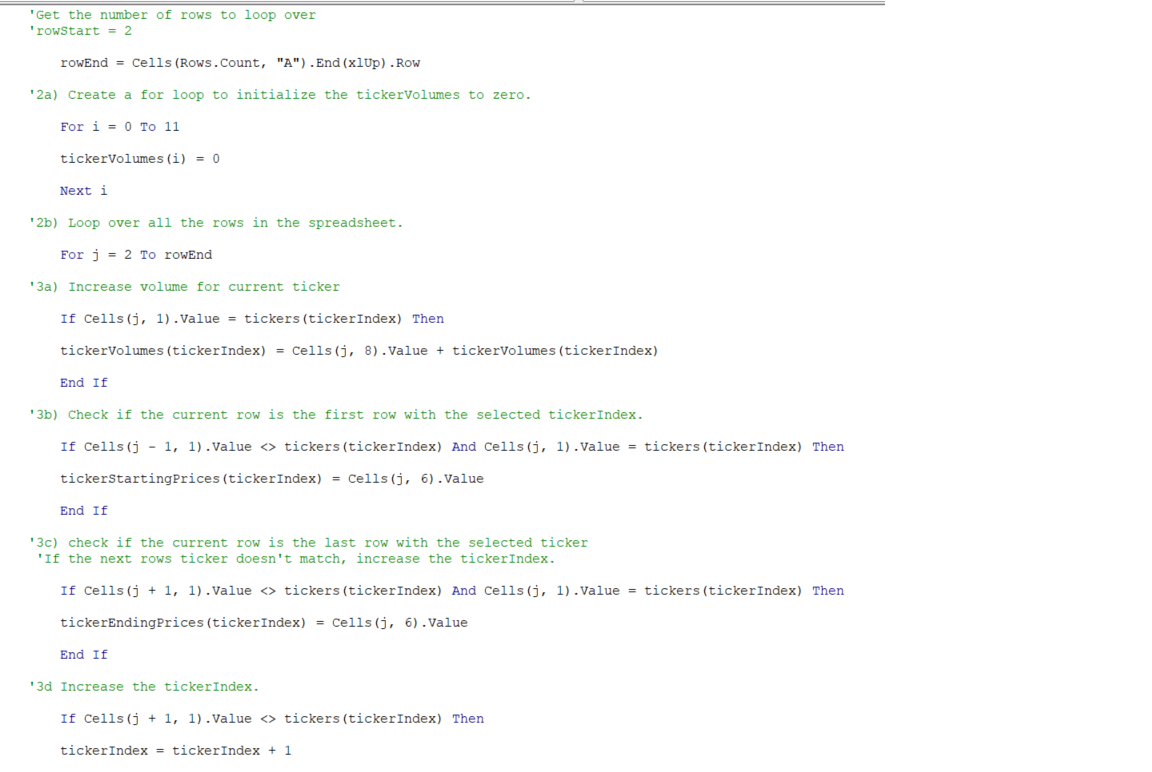 'Get the number of rows to loop over
'rowStart = 2
rowEnd = Cells(Rows.Count, "A").End(xlUp).Row
'2a) Create a for loop to initialize the tickerVolumes to zero.
For i = 0 To 11
tickerVolumes(i) = 0
Next i
'2b) Loop over all the rows in the spreadsheet.
For j = 2 To rowEnd
'3a) Increase volume for current ticker
If Cells(j, 1).Value = tickers(tickerIndex) Then
tickerVolumes(tickerIndex) = Cells(j, 8).Value + tickerVolumes(tickerIndex)
End If
'3b) Check if the current row is the first row with the selected tickerIndex.
If Cells(j - 1, 1).Value <> tickers(tickerIndex) And Cells(j, 1).Value = tickers(tickerIndex) Then
tickerStartingPrices(tickerIndex) = Cells(j, 6).Value
End If
'3c) check if the current row is the last row with the selected ticker
'If the next rows ticker doesn't match, increase the tickerIndex.
If Cells(j + 1, 1).Value <> tickers(tickerIndex) And Cells(j, 1).Value = tickers(tickerIndex) Then
tickerEndingPrices(tickerIndex) = Cells(j, 6).Value
End If
'3d Increase the tickerIndex.
If Cells(j + 1, 1).Value <> tickers(tickerIndex) Then
tickerIndex = tickerIndex + 1